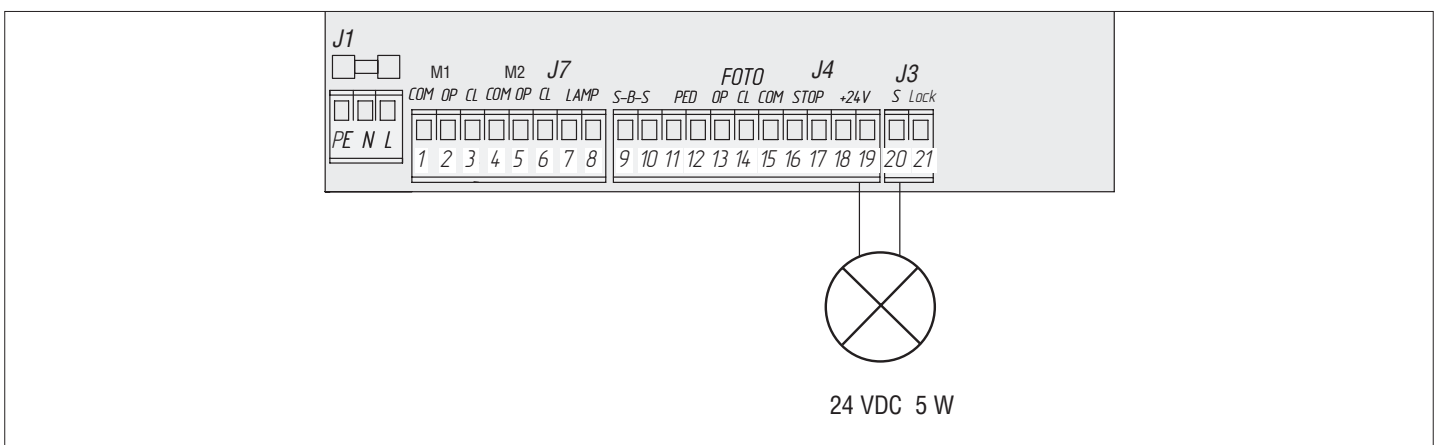 J1
M1 M2 J7 FOTO J4 J3
COM OP CL COM OP CL LAMP S-B-S PED OP CL COM STOP +24V S Lock
PE N L
1 2 3 4 5 6 7 8 9 10 11 12 13 14 15 16 17 18 19 20 21
24 VDC 5 W